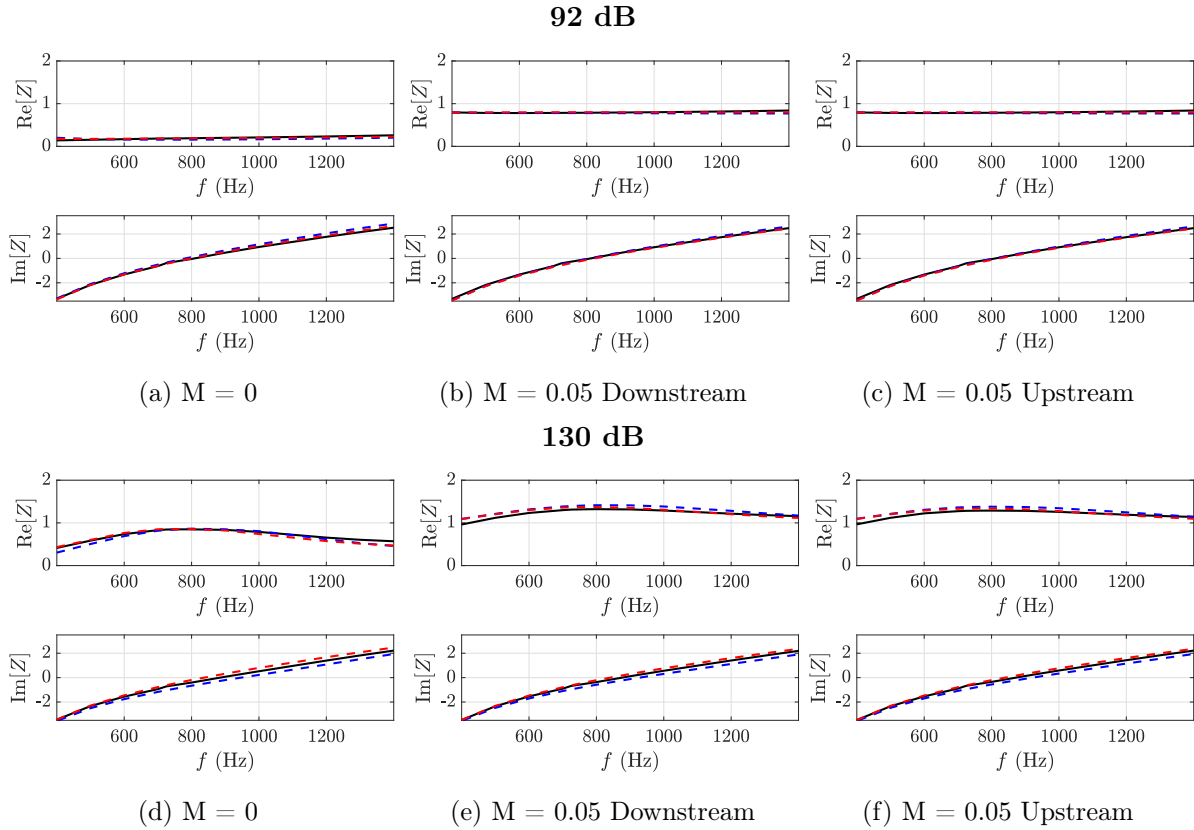 92 dB
Re[Z]
2
1
0
600 800 1000 1200
f (Hz)
Re[Z]
2
1
0
600 800 1000 1200
f (Hz)
Re[Z]
2
1
0
600 800 1000 1200
f (Hz)
Im[Z]
2
0
-2
600 800 1000 1200
f (Hz)
Im[Z]
2
0
-2
600 800 1000 1200
f (Hz)
Im[Z]
2
0
-2
600 800 1000 1200
f (Hz)
(a) M = 0
(b) M = 0.05 Downstream
(c) M = 0.05 Upstream
130 dB
Re[Z]
2
1
0
600 800 1000 1200
f (Hz)
Re[Z]
2
1
0
600 800 1000 1200
f (Hz)
Re[Z]
2
1
0
600 800 1000 1200
f (Hz)
Im[Z]
2
0
-2
600 800 1000 1200
f (Hz)
Im[Z]
2
0
-2
600 800 1000 1200
f (Hz)
Im[Z]
2
0
-2
600 800 1000 1200
f (Hz)
(d) M = 0
(e) M = 0.05 Downstream
(f) M = 0.05 Upstream